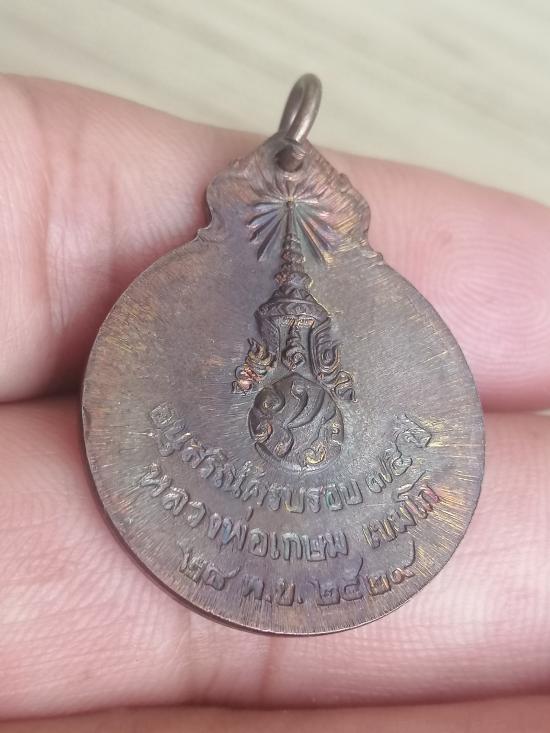 อนุสรณ์ครบรอบ ๗๕ ปี
หลวงพ่อเกษม เขมโก
๒๘ พ.ย. ๒๕๒๙